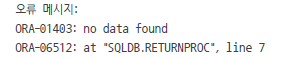 오류 메시지:
ORA-01403: no data found
ORA-06512: at "SQLDB.RETURNPROC", line 7